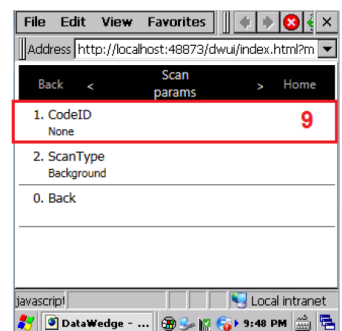 File Edit View Favorites
Address http://localhost:48873/dwui/index.html?m
Back < Scan params > Home
1. CodeID
None
9
2. ScanType
Background
0. Back
javascript
Local intranet
DataWedge - ...
9:48 PM